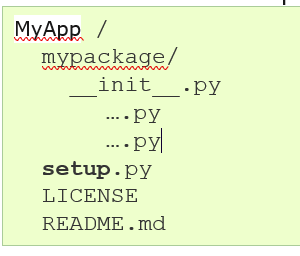 MyApp /
mypackage/
__init__.py
….py
….py
setup.py
LICENSE
README.md